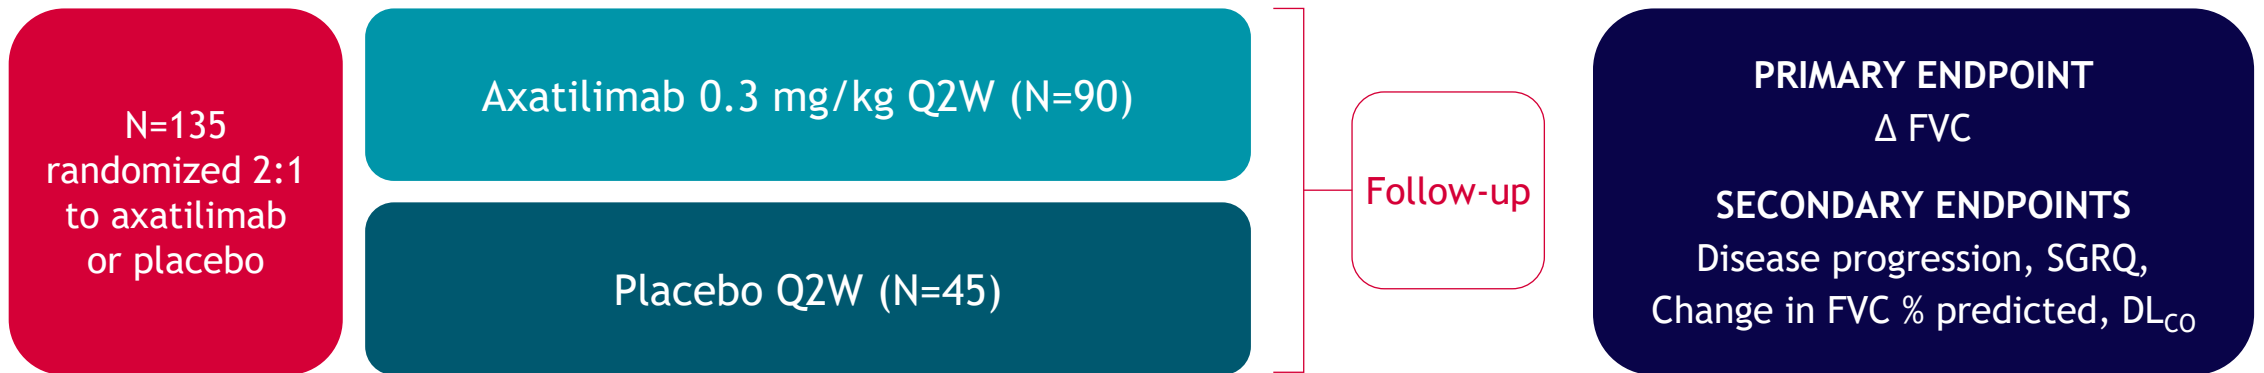 N=135
randomized 2:1
to axatilimab
or placebo
Axatilimab 0.3 mg/kg Q2W (N=90)
Placebo Q2W (N=45)
Follow-up
PRIMARY ENDPOINT
Δ FVC
SECONDARY ENDPOINTS
Disease progression, SGRQ,
Change in FVC % predicted, DLCO